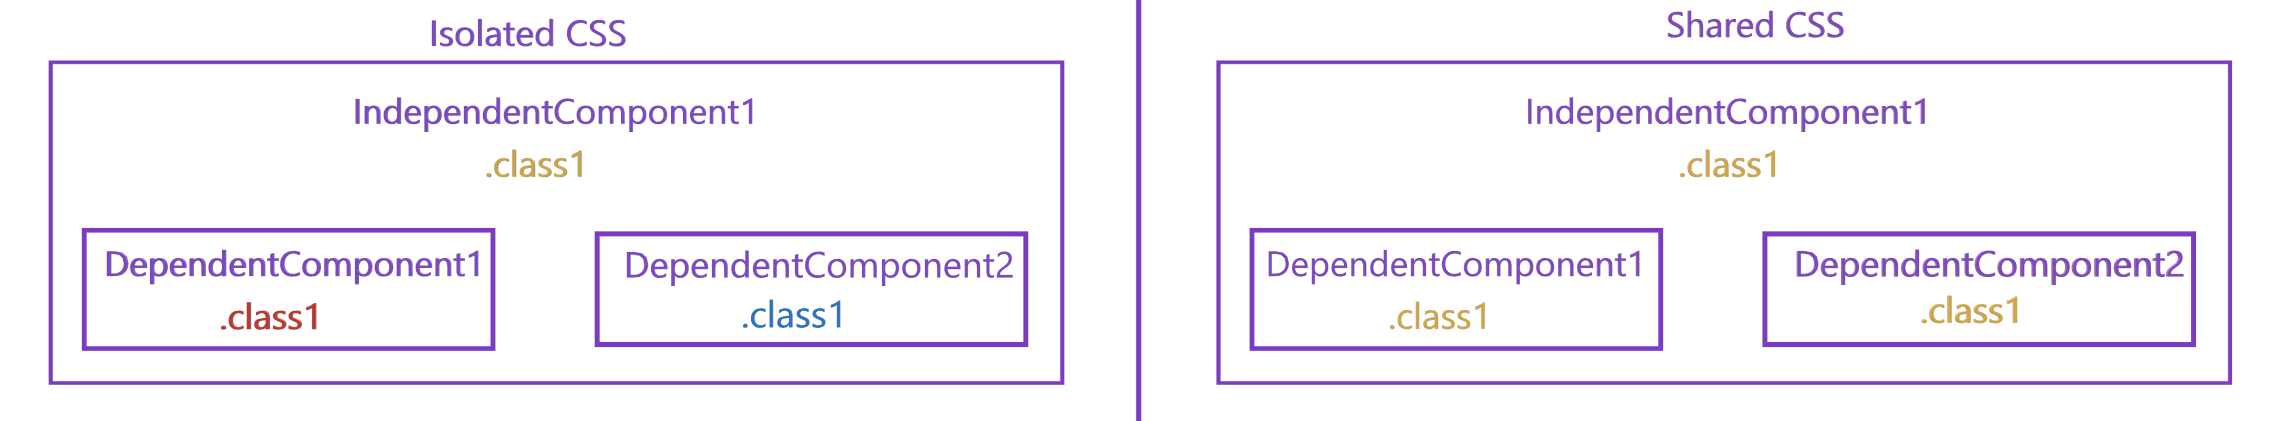 Isolated CSS
IndependentComponent1
.class1
DependentComponent1
.class1
DependentComponent2
.class1
Shared CSS
IndependentComponent1
.class1
DependentComponent1
.class1
DependentComponent2
.class1